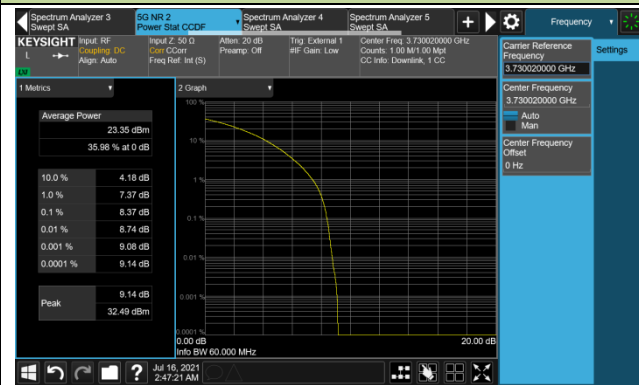 Spectrum Analyzer 3
Swept SA
5G NR 2
Power Stat CCDF
Spectrum Analyzer 4
Swept SA
Spectrum Analyzer 5
Swept SA
+
Frequency
KEYSIGHT
L
Input: RF
Coupling: DC
Align: Auto
Input Z: 50 Ω
Corr CCorr
Freq Ref: Int (S)
Atten: 20 dB
Preamp: Off
Trig: External 1
#IF Gain: Low
Center Freq: 3.730020000 GHz
Counts: 1.00 M/1.00 Mpt
CC Info: Downlink, 1 CC
Carrier Reference
Frequency
3.730020000 GHz
Settings
Center Frequency
3.730020000 GHz
Auto
Man
Center Frequency
Offset
0 Hz
1 Metrics
Average Power
23.35 dBm
35.98 % at 0 dB
10.0 % 4.18 dB
1.0 % 7.37 dB
0.1 % 8.37 dB
0.01 % 8.74 dB
0.001 % 9.08 dB
0.0001 % 9.14 dB
Peak
9.14 dB
32.49 dBm
2 Graph
100 %
10 %
1 %
0.1 %
0.01 %
0.001 %
0.0001 %
0.00 dB 20.00 dB
Info BW 60.000 MHz
?
Jul 16, 2021
2:47:21 AM